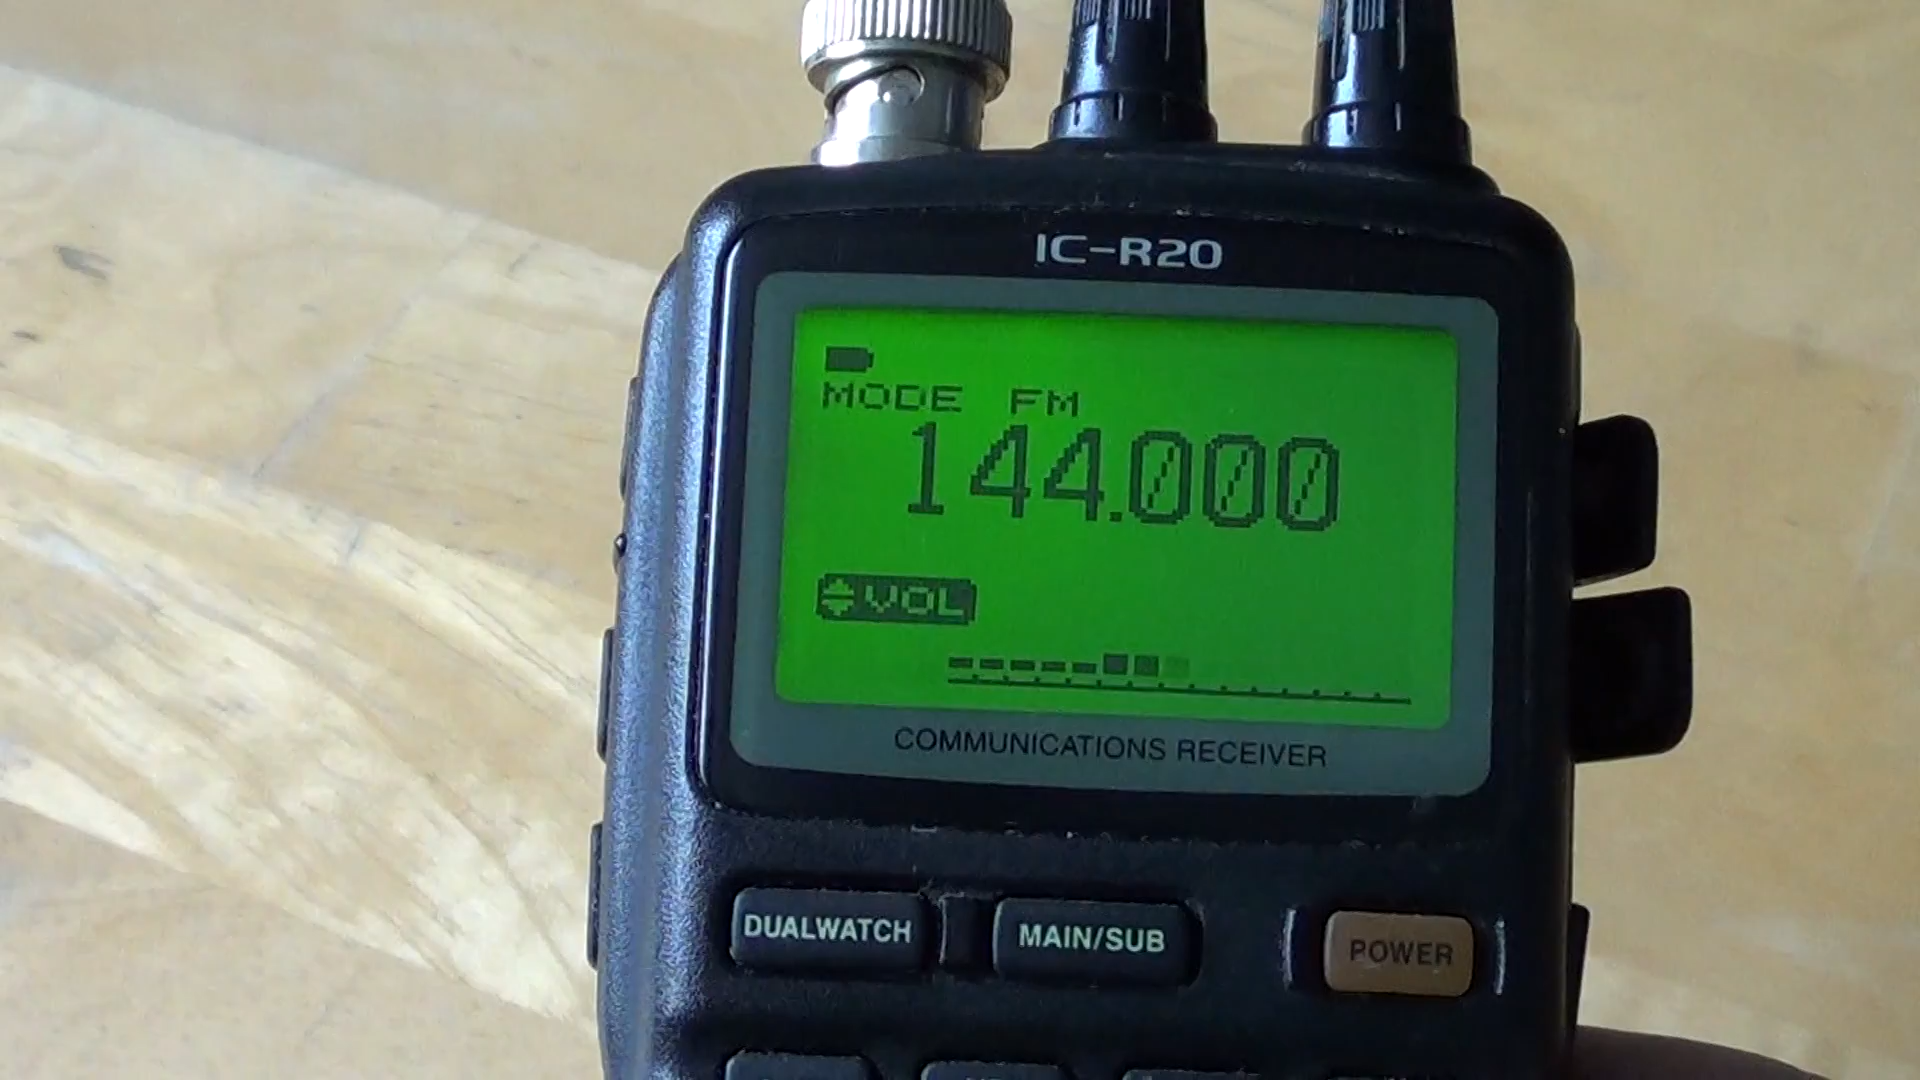 IC-R20
MODE FM
144.000
VOL
COMMUNICATIONS RECEIVER
DUALWATCH MAIN/SUB POWER